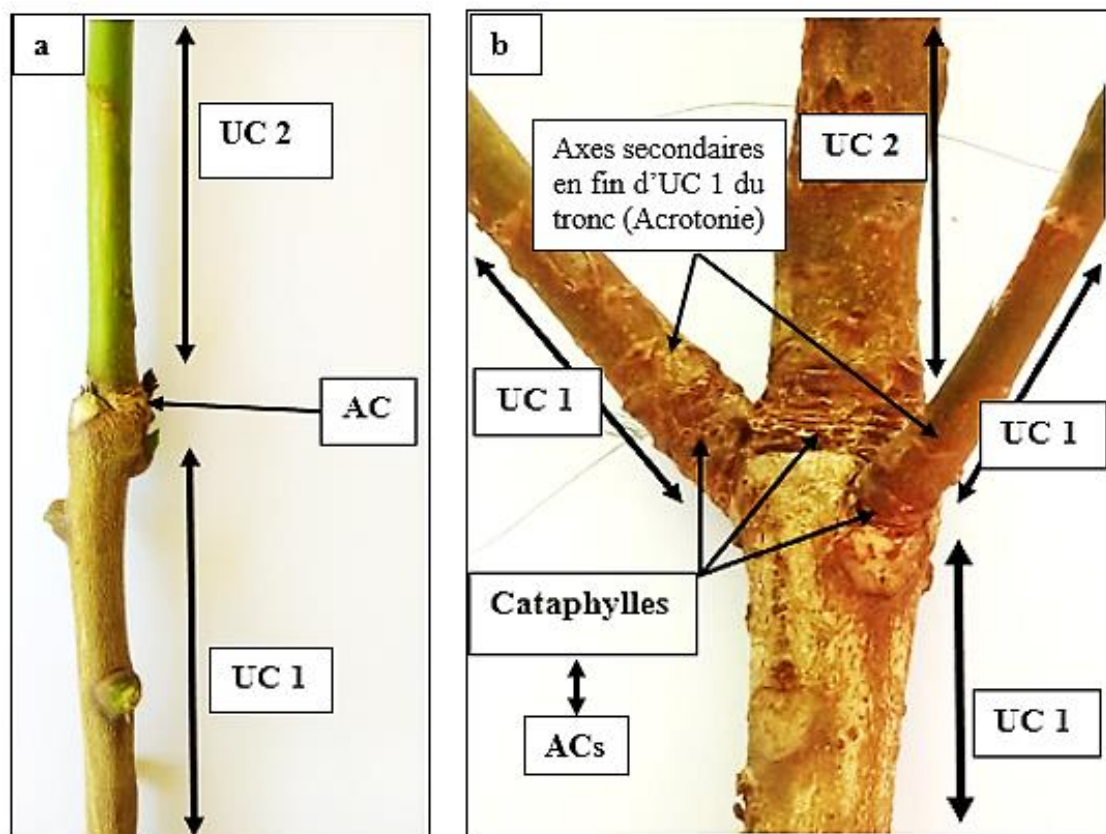 a
UC 2
AC
UC 1
b
Axes secondaires
en fin d'UC 1 du
tronc (Acrotonie)
UC 2
UC 1
UC 1
Cataphylles
ACs
UC 1